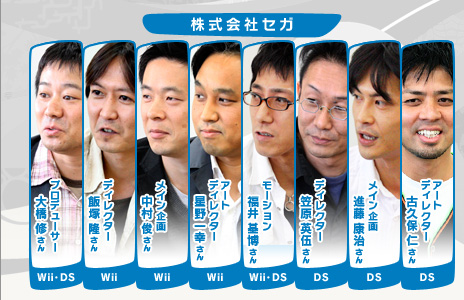 株式会社セガ
プロデューサー
大橋 修さん
Wii・DS
ディレクター
飯塚 隆さん
Wii
メイン企画
中村 俊さん
Wii
アート
ディレクター
星野 一幸さん
Wii
モーション
福井 基博さん
Wii・DS
ディレクター
笠原 英伍さん
DS
メイン企画
進藤 康治さん
DS
アート
ディレクター
古久保 仁さん
DS